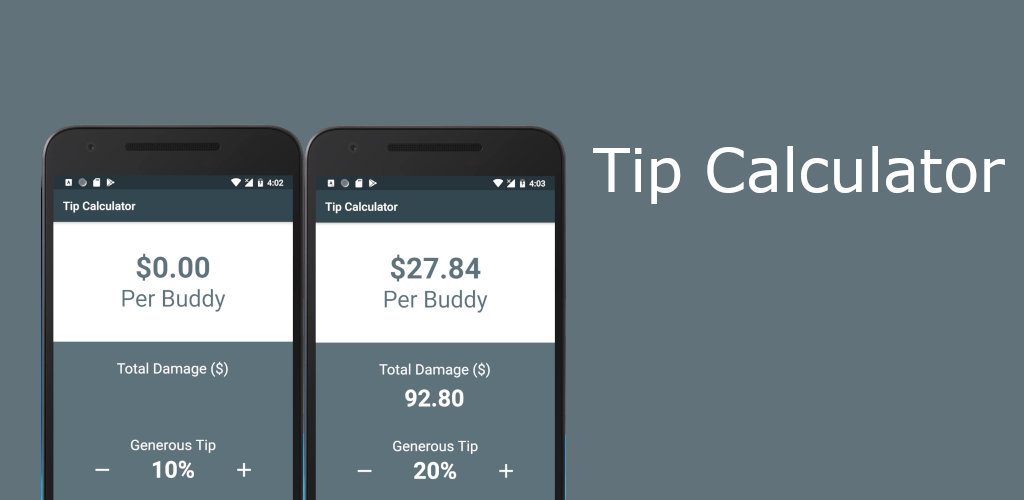 4:02
Tip Calculator
$0.00
Per Buddy
Total Damage ($)
Generous Tip
− 10% +
4:03
Tip Calculator
$27.84
Per Buddy
Total Damage ($)
92.80
Generous Tip
− 20% +
Tip Calculator